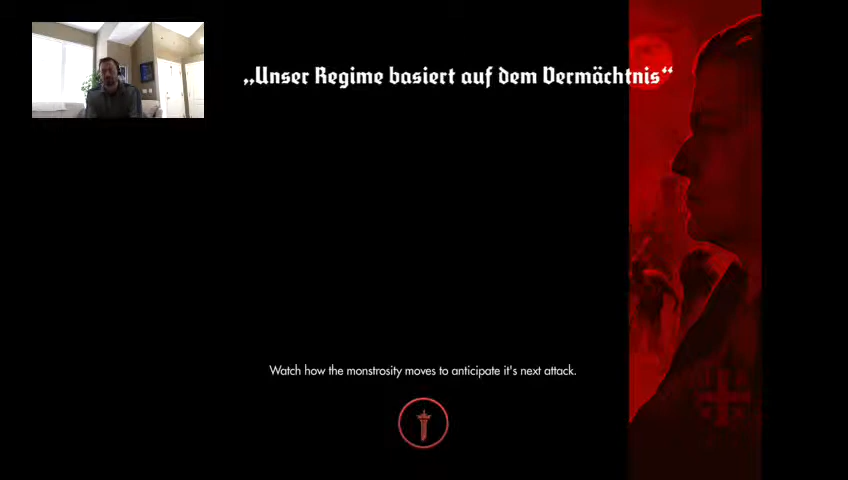 „Unser Regime basiert auf dem Vermächtnis“
Watch how the monstrosity moves to anticipate it's next attack.